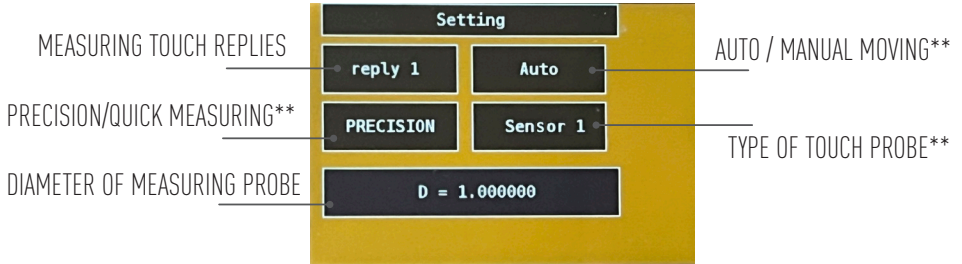 Setting
MEASURING TOUCH REPLIES
reply 1
Auto
AUTO / MANUAL MOVING**
PRECISION/QUICK MEASURING**
PRECISION
Sensor 1
TYPE OF TOUCH PROBE**
DIAMETER OF MEASURING PROBE
D = 1.000000